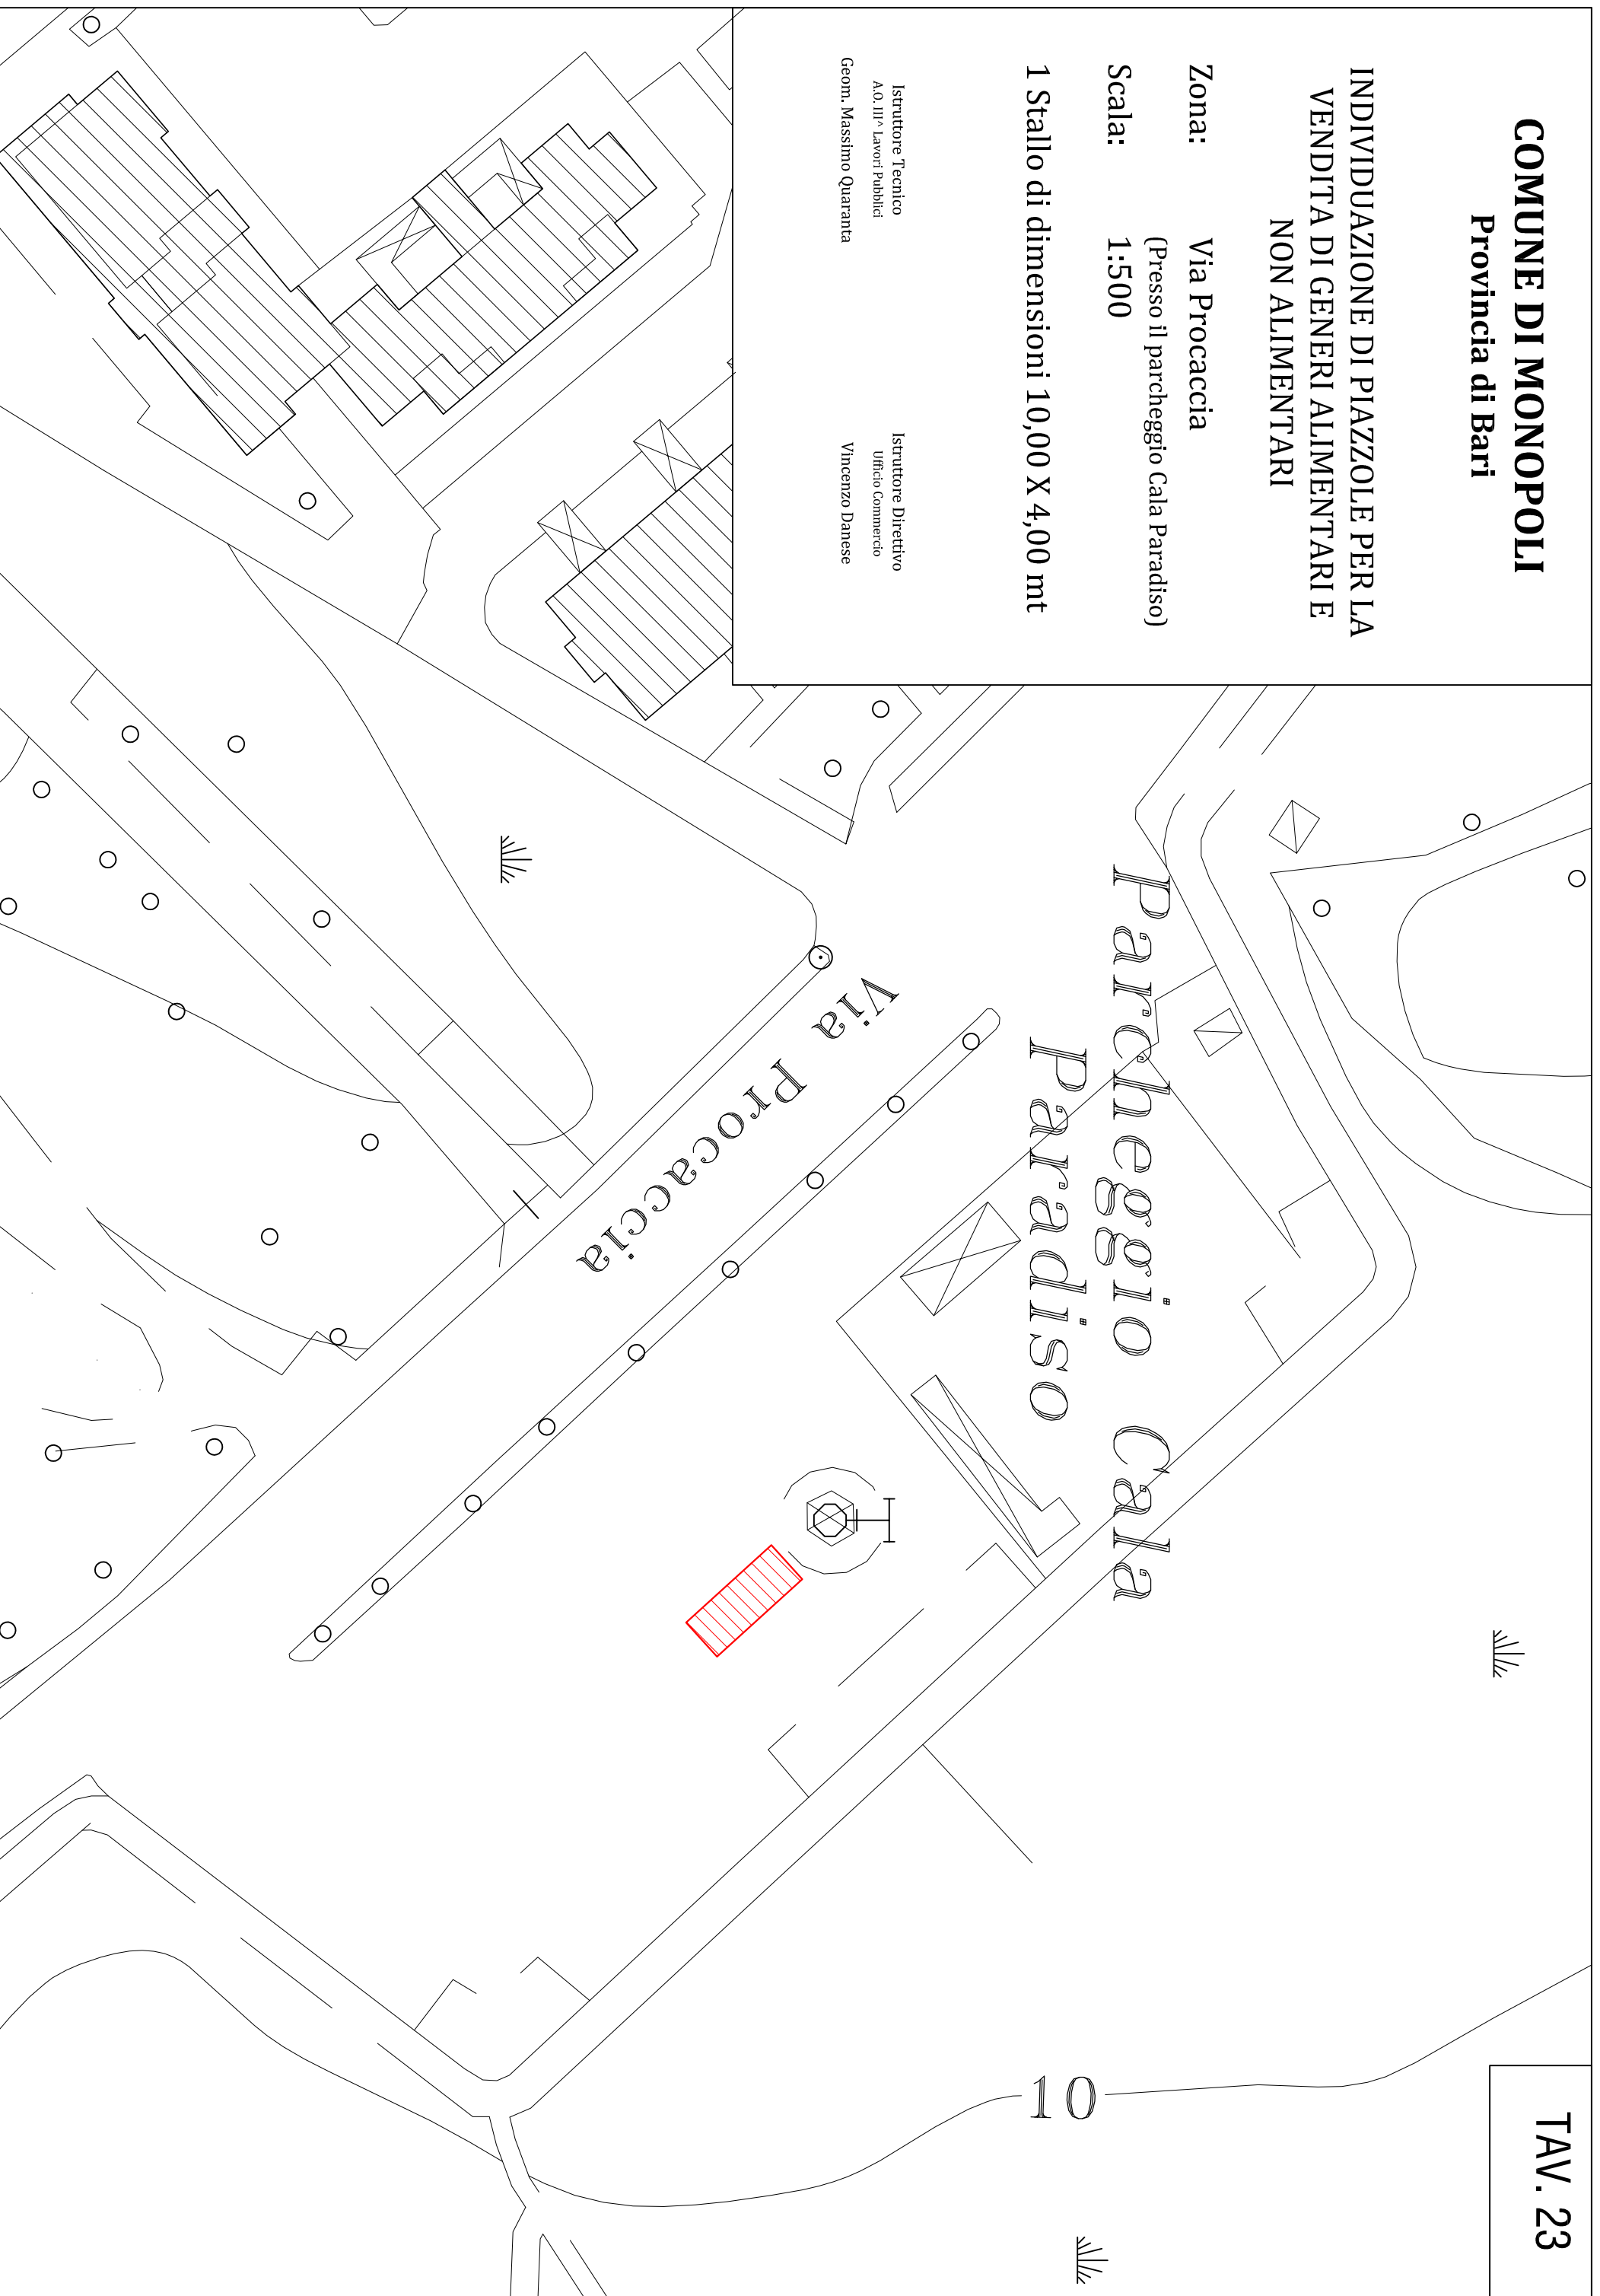 COMUNE DI MONOPOLI
Provincia di Bari
INDIVIDUAZIONE DI PIAZZOLE PER LA
VENDITA DI GENERI ALIMENTARI E
NON ALIMENTARI
Zona: Via Procaccia
(Presso il parcheggio Cala Paradiso)
Scala: 1:500
1 Stallo di dimensioni 10,00 X 4,00 mt
Istruttore Tecnico
A.O. III^ Lavori Pubblici
Geom. Massimo Quaranta
Istruttore Direttivo
Ufficio Commercio
Vincenzo Danese
Parcheggio Cala
Paradiso
Via Procaccia
10
TAV. 23